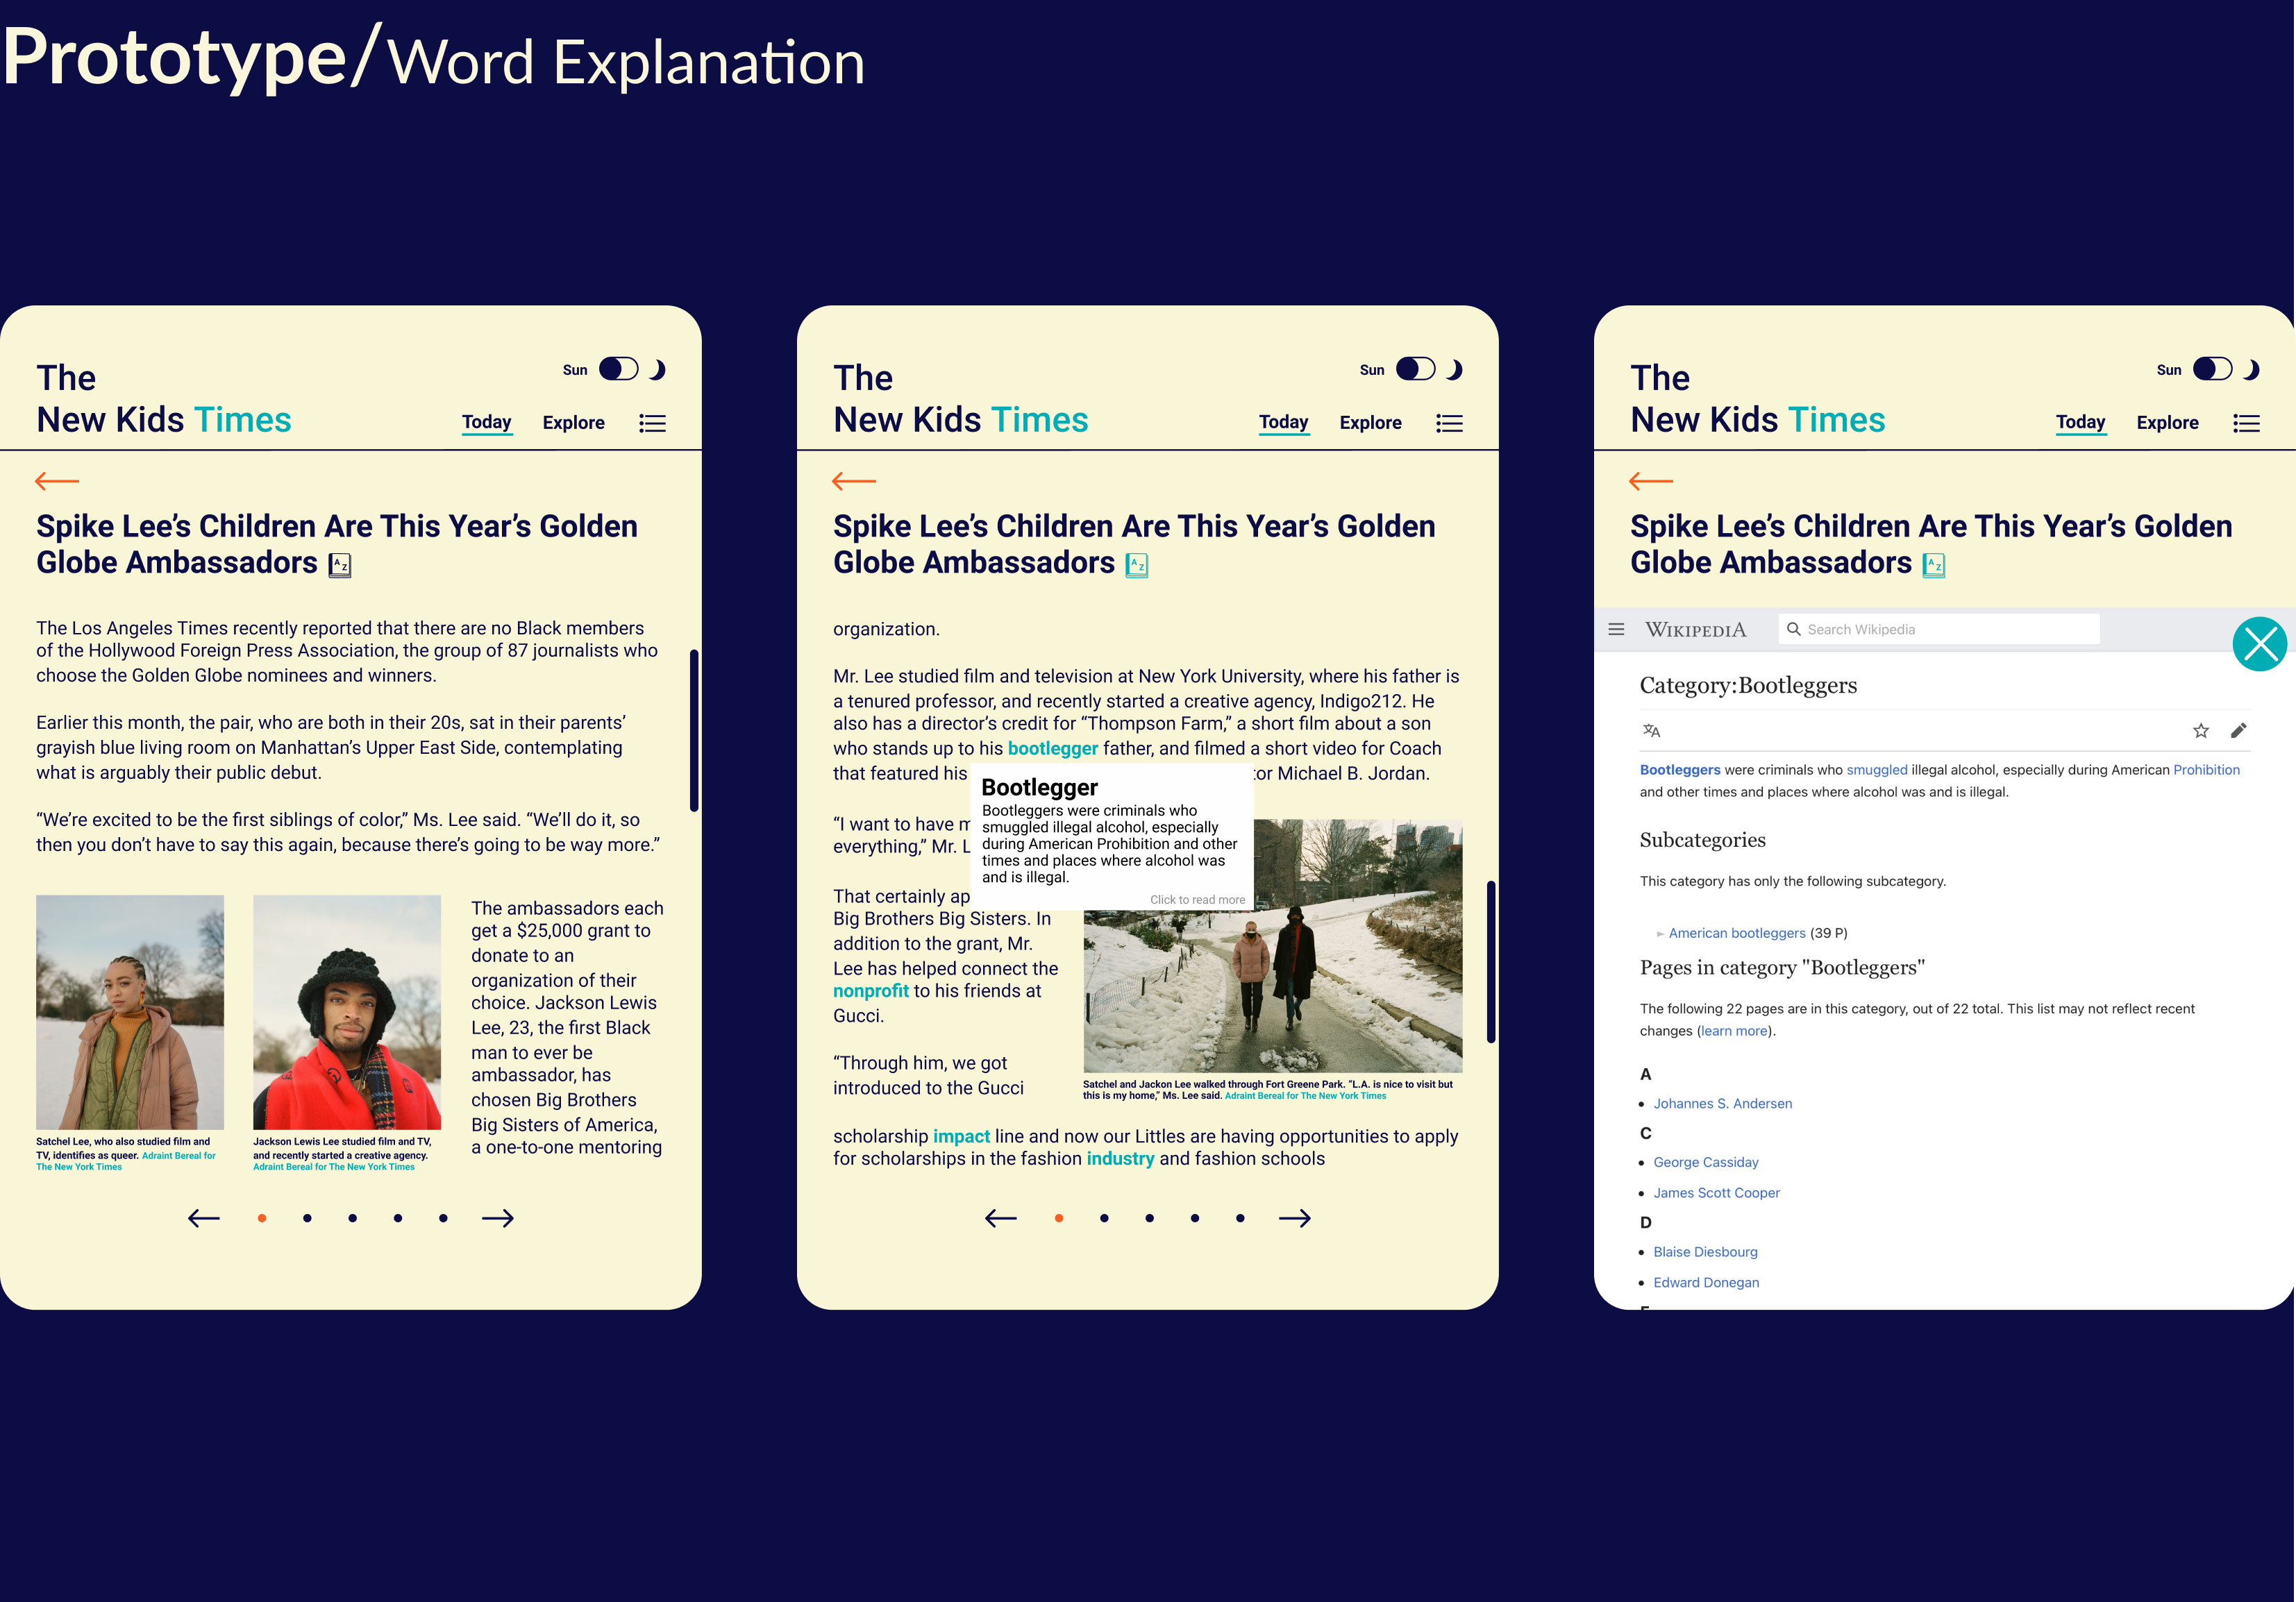 Prototype/Word Explanation
The
New Kids Times
Sun
Today Explore
Spike Lee’s Children Are This Year’s Golden
Globe Ambassadors
A Z
The Los Angeles Times recently reported that there are no Black members
of the Hollywood Foreign Press Association, the group of 87 journalists who
choose the Golden Globe nominees and winners.
Earlier this month, the pair, who are both in their 20s, sat in their parents’
grayish blue living room on Manhattan’s Upper East Side, contemplating
what is arguably their public debut.
“We’re excited to be the first siblings of color,” Ms. Lee said. “We’ll do it, so
then you don’t have to say this again, because there’s going to be way more.”
Satchel Lee, who also studied film and
TV, identifies as queer. Adraint Bereal for
The New York Times
Jackson Lewis Lee studied film and TV,
and recently started a creative agency.
Adraint Bereal for The New York Times
The ambassadors each
get a $25,000 grant to
donate to an
organization of their
choice. Jackson Lewis
Lee, 23, the first Black
man to ever be
ambassador, has
chosen Big Brothers
Big Sisters of America,
a one-to-one mentoring
The
New Kids Times
Sun
Today Explore
Spike Lee’s Children Are This Year’s Golden
Globe Ambassadors
A Z
organization.
Mr. Lee studied film and television at New York University, where his father is
a tenured professor, and recently started a creative agency, Indigo212. He
also has a director’s credit for “Thompson Farm,” a short film about a son
who stands up to his bootlegger father, and filmed a short video for Coach
that featured his tor Michael B. Jordan.
Bootlegger
Bootleggers were criminals who
smuggled illegal alcohol, especially
during American Prohibition and other
times and places where alcohol was
and is illegal.
Click to read more
“I want to have m
everything,” Mr. L
That certainly ap
Big Brothers Big Sisters. In
addition to the grant, Mr.
Lee has helped connect the
nonprofit to his friends at
Gucci.
“Through him, we got
introduced to the Gucci
Satchel and Jackon Lee walked through Fort Greene Park. “L.A. is nice to visit but
this is my home,” Ms. Lee said. Adraint Bereal for The New York Times
scholarship impact line and now our Littles are having opportunities to apply
for scholarships in the fashion industry and fashion schools
The
New Kids Times
Sun
Today Explore
Spike Lee’s Children Are This Year’s Golden
Globe Ambassadors
A Z
WIKIPEDIA Search Wikipedia
Category:Bootleggers
文A
Bootleggers were criminals who smuggled illegal alcohol, especially during American Prohibition
and other times and places where alcohol was and is illegal.
Subcategories
This category has only the following subcategory.
► American bootleggers (39 P)
Pages in category "Bootleggers"
The following 22 pages are in this category, out of 22 total. This list may not reflect recent
changes (learn more).
A
• Johannes S. Andersen
C
• George Cassiday
• James Scott Cooper
D
• Blaise Diesbourg
• Edward Donegan